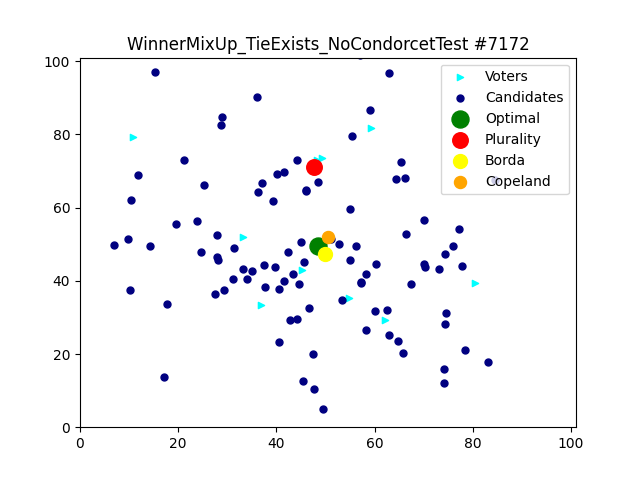 WinnerMixUp_TieExists_NoCondorcetTest #7172
100
80
60
40
20
0
0 20 40 60 80 100
Voters
Candidates
Optimal
Plurality
Borda
Copeland